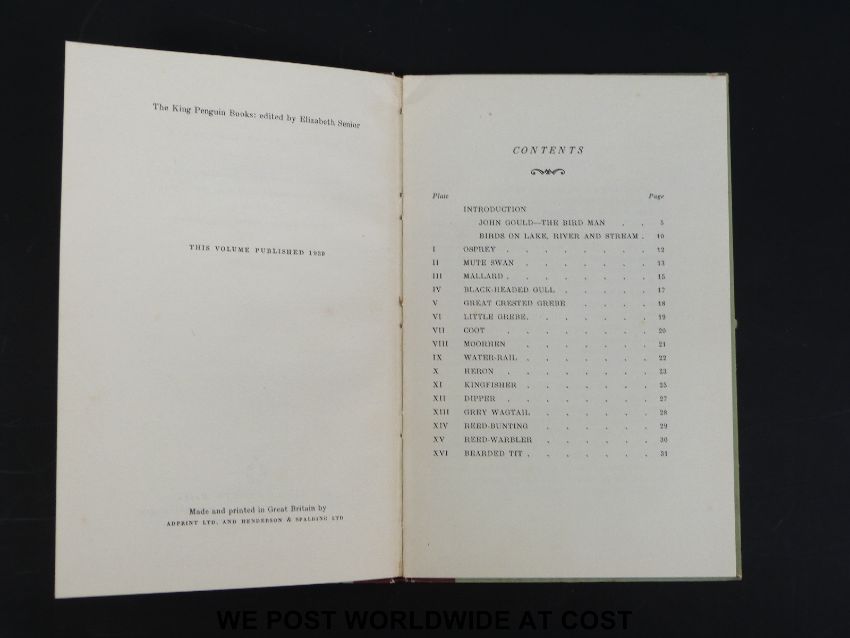 The King Penguin Books: edited by Elizabeth Senior
THIS VOLUME PUBLISHED 1939
Made and printed in Great Britain by
ADPRINT LTD. AND HENDERSON & SPALDING LTD
CONTENTS
Plate Page
INTRODUCTION
JOHN GOULD—THE BIRD MAN . . 5
BIRDS ON LAKE, RIVER AND STREAM . 10
I OSPREY . . . . . . . 12
II MUTE SWAN . . . . . . 13
III MALLARD . . . . . . . 15
IV BLACK-HEADED GULL . . . . . 17
V GREAT CRESTED GREBE . . . . 18
VI LITTLE GREBE. . . . . . 19
VII COOT . . . . . . . 20
VIII MOORHEN . . . . . . 21
IX WATER-RAIL . . . . . . 22
X HERON . . . . . . . 23
XI KINGFISHER . . . . . . 25
XII DIPPER . . . . . . . 27
XIII GREY WAGTAIL . . . . . 28
XIV REED-BUNTING . . . . . 29
XV REED-WARBLER . . . . . 30
XVI BEARDED TIT . . . . . . 31
WE POST WORLDWIDE AT COST